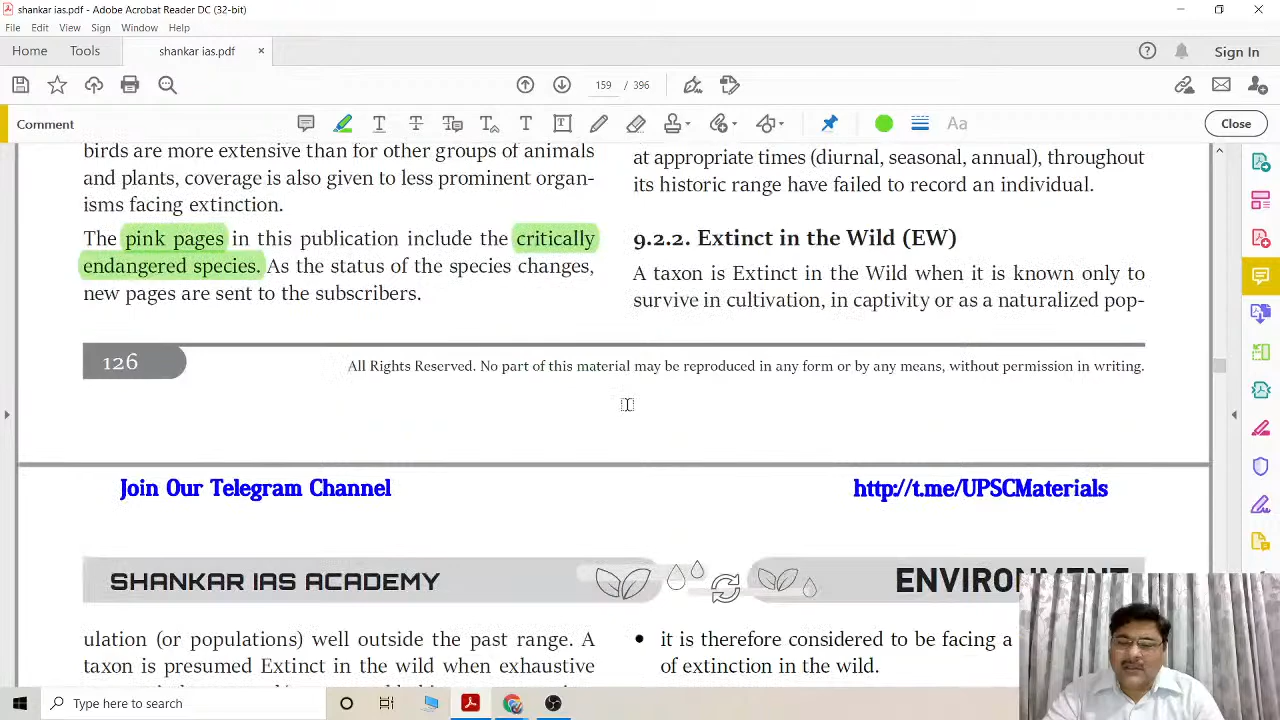 shankar ias.pdf - Adobe Acrobat Reader DC (32-bit)
File Edit View Sign Window Help
Home Tools shankar ias.pdf × Sign In
159 / 396
Comment Aa Close
birds are more extensive than for other groups of animals
and plants, coverage is also given to less prominent organ-
isms facing extinction.
The pink pages in this publication include the critically
endangered species. As the status of the species changes,
new pages are sent to the subscribers.
at appropriate times (diurnal, seasonal, annual), throughout
its historic range have failed to record an individual.
9.2.2. Extinct in the Wild (EW)
A taxon is Extinct in the Wild when it is known only to
survive in cultivation, in captivity or as a naturalized pop-
126
All Rights Reserved. No part of this material may be reproduced in any form or by any means, without permission in writing.
Join Our Telegram Channel
http://t.me/UPSCMaterials
SHANKAR IAS ACADEMY
ENVIRONMENT
ulation (or populations) well outside the past range. A
taxon is presumed Extinct in the wild when exhaustive
• it is therefore considered to be facing a
of extinction in the wild.
Type here to search